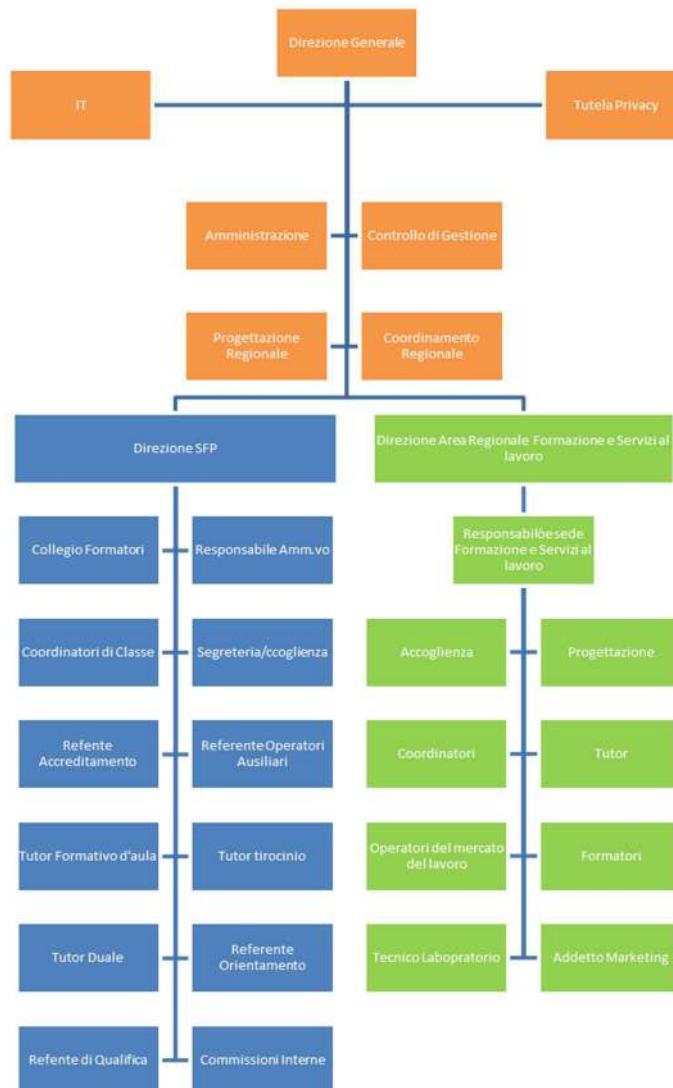 Direzione Generale
IT
Tutela Privacy
Amministrazione
Controllo di Gestione
Progettazione
Regionale
Coordinamento
Regionale
Direzione SFP
Direzione Area Regionale Formazione e Servizi al
lavoro
Collegio Formatori
Responsabile Amm.vo
Responsabilòe sede
Formazione e Servizi al
lavoro
Coordinatori di Classe
Segreteria/ccoglienza
Accoglienza
Progettazione
Refente
Accreditamento
Referente Operatori
Ausiliari
Coordinatori
Tutor
Tutor Formativo d'aula
Tutor tirocinio
Operatori del mercato
del lavoro
Formatori
Tutor Duale
Referente
Orientamento
Tecnico Labopratorio
Addetto Marketing
Refente di Qualifica
Commissioni Interne